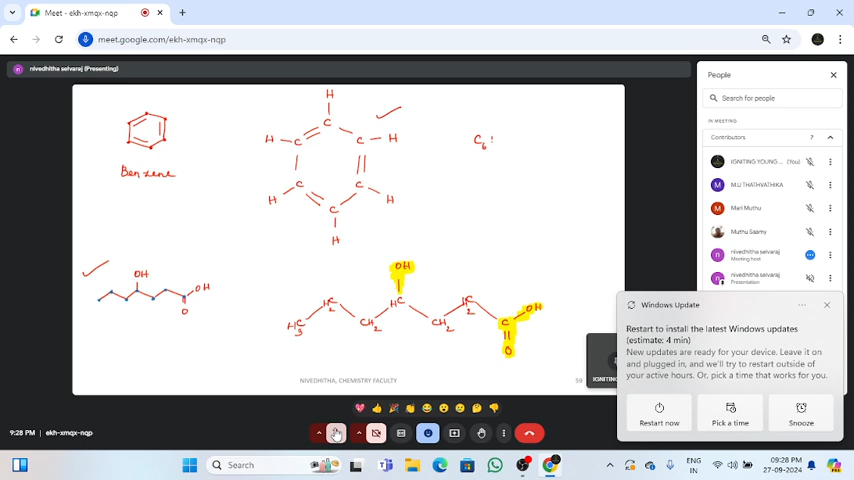 Meet - ekh-xmqx-nqp
meet.google.com/ekh-xmqx-nqp
nivedhitha selvaraj (Presenting)
Benzene
H
C
H C C H
H C C H
C
H
C6
OH
OH
O
OH
H3C H2C CH2 HC CH2 H2C C OH
O
NIVEDHITHA, CHEMISTRY FACULTY
59
People
Search for people
IN MEETING
Contributors 7
IGNITING YOUNG ... (You)
M.U THATHVATHIKA
Mari Muthu
Muthu Saamy
nivedhitha selvaraj
Meeting host
nivedhitha selvaraj
Presentation
Windows Update
Restart to install the latest Windows updates
(estimate: 4 min)
New updates are ready for your device. Leave it on
and plugged in, and we'll try to restart outside of
your active hours. Or, pick a time that works for you.
Restart now Pick a time Snooze
9:28 PM ekh-xmqx-nqp
Search
ENG
IN
09:28 PM
27-09-2024